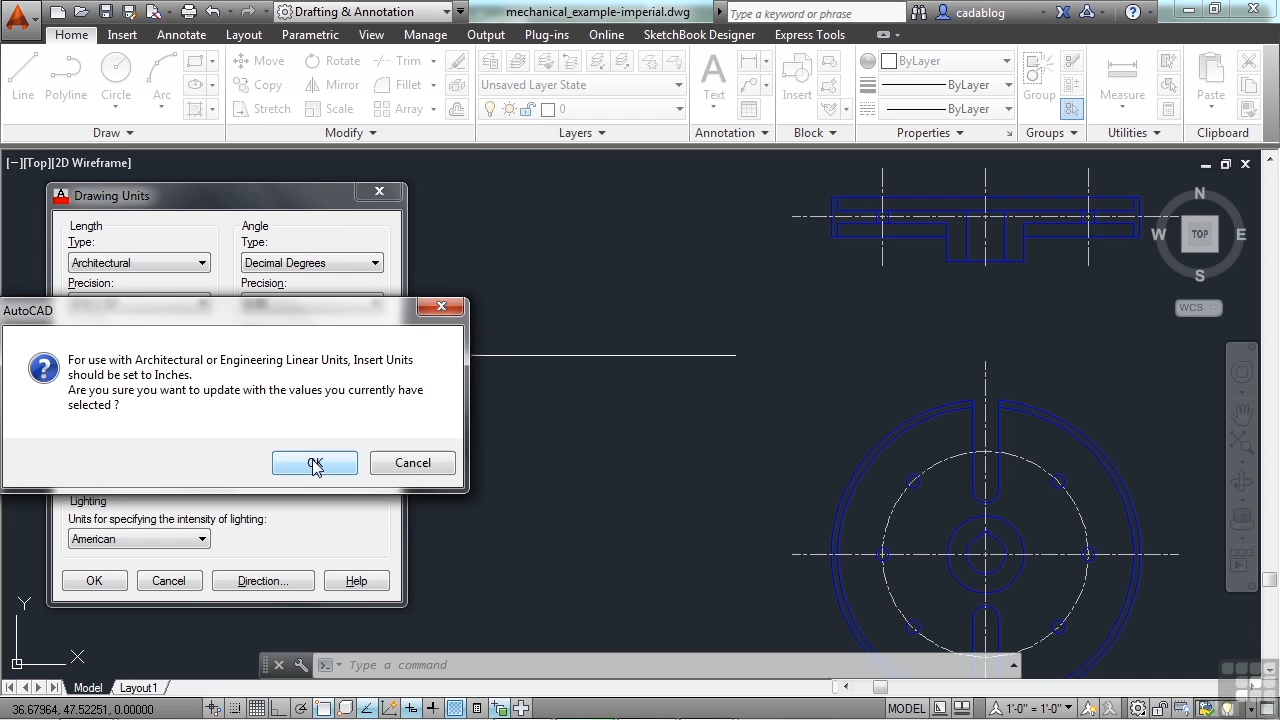 Drafting & Annotation
mechanical_example-imperial.dwg
Type a keyword or phrase
cadablog
Home
Insert
Annotate
Layout
Parametric
View
Manage
Output
Plug-ins
Online
SketchBook Designer
Express Tools
Line
Polyline
Circle
Arc
Draw
Move
Rotate
Trim
Copy
Mirror
Fillet
Stretch
Scale
Array
Modify
Unsaved Layer State
0
Layers
Text
Annotation
Insert
Block
ByLayer
ByLayer
ByLayer
Properties
Group
Groups
Measure
Utilities
Paste
Clipboard
[−][Top][2D Wireframe]
Drawing Units
Length
Type:
Architectural
Precision:
Angle
Type:
Decimal Degrees
Precision:
AutoCAD
For use with Architectural or Engineering Linear Units, Insert Units
should be set to Inches.
Are you sure you want to update with the values you currently have
selected ?
OK
Cancel
Lighting
Units for specifying the intensity of lighting:
American
OK
Cancel
Direction...
Help
N
W
TOP
E
S
WCS
Y
X
Type a command
Model
Layout1
36.67964, 47.52251, 0.00000
MODEL
1'-0" = 1'-0"